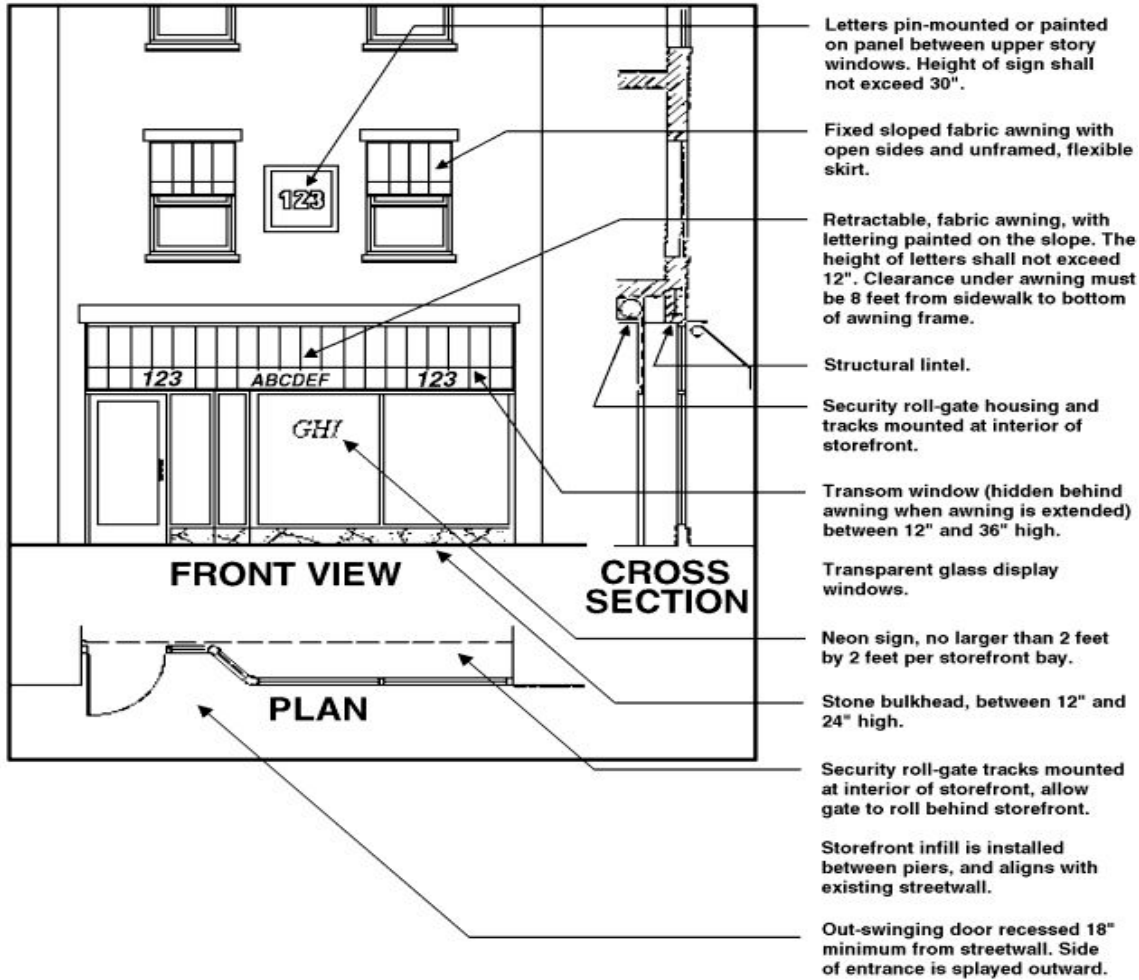 123
123
ABCDEF
123
GHI
FRONT VIEW
CROSS
SECTION
PLAN
Letters pin-mounted or painted
on panel between upper story
windows. Height of sign shall
not exceed 30".
Fixed sloped fabric awning with
open sides and unframed, flexible
skirt.
Retractable, fabric awning, with
lettering painted on the slope. The
height of letters shall not exceed
12". Clearance under awning must
be 8 feet from sidewalk to bottom
of awning frame.
Structural lintel.
Security roll-gate housing and
tracks mounted at interior of
storefront.
Transom window (hidden behind
awning when awning is extended)
between 12" and 36" high.
Transparent glass display
windows.
Neon sign, no larger than 2 feet
by 2 feet per storefront bay.
Stone bulkhead, between 12" and
24" high.
Security roll-gate tracks mounted
at interior of storefront, allow
gate to roll behind storefront.
Storefront infill is installed
between piers, and aligns with
existing streetwall.
Out-swinging door recessed 18"
minimum from streetwall. Side
of entrance is splayed outward.